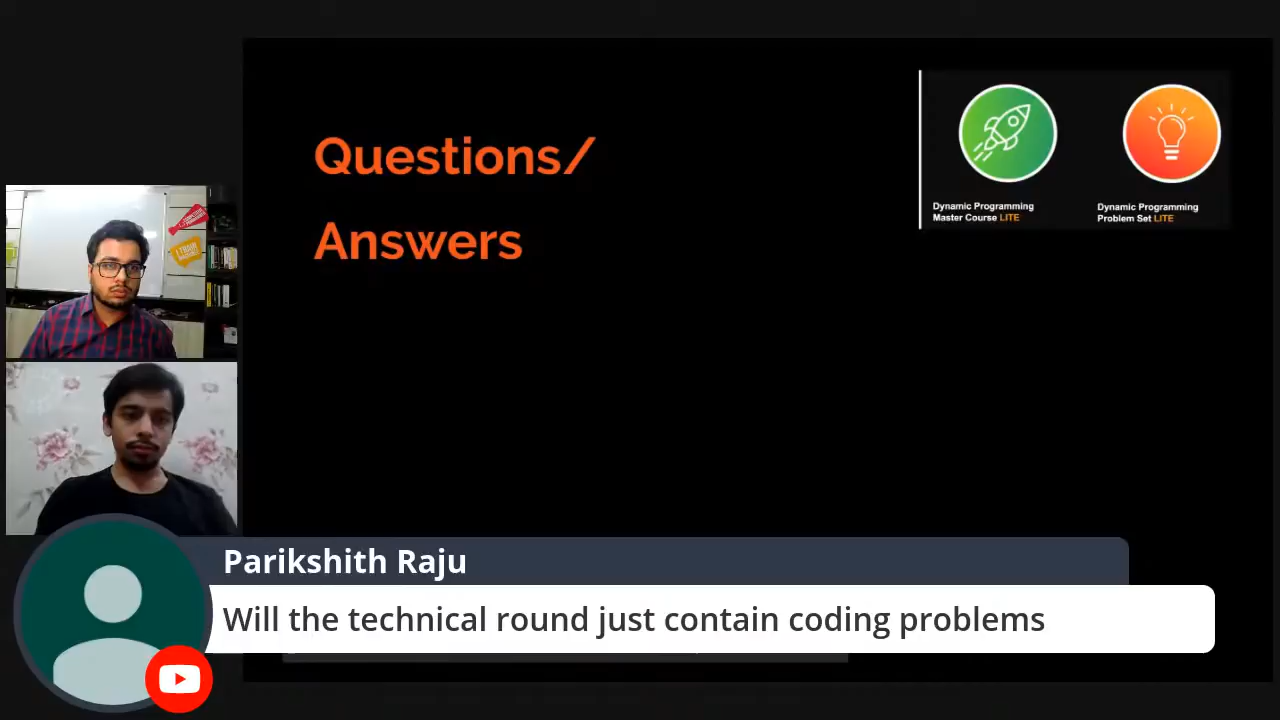 Questions/
Answers
Dynamic Programming
Master Course LITE
Dynamic Programming
Problem Set LITE
Parikshith Raju
Will the technical round just contain coding problems